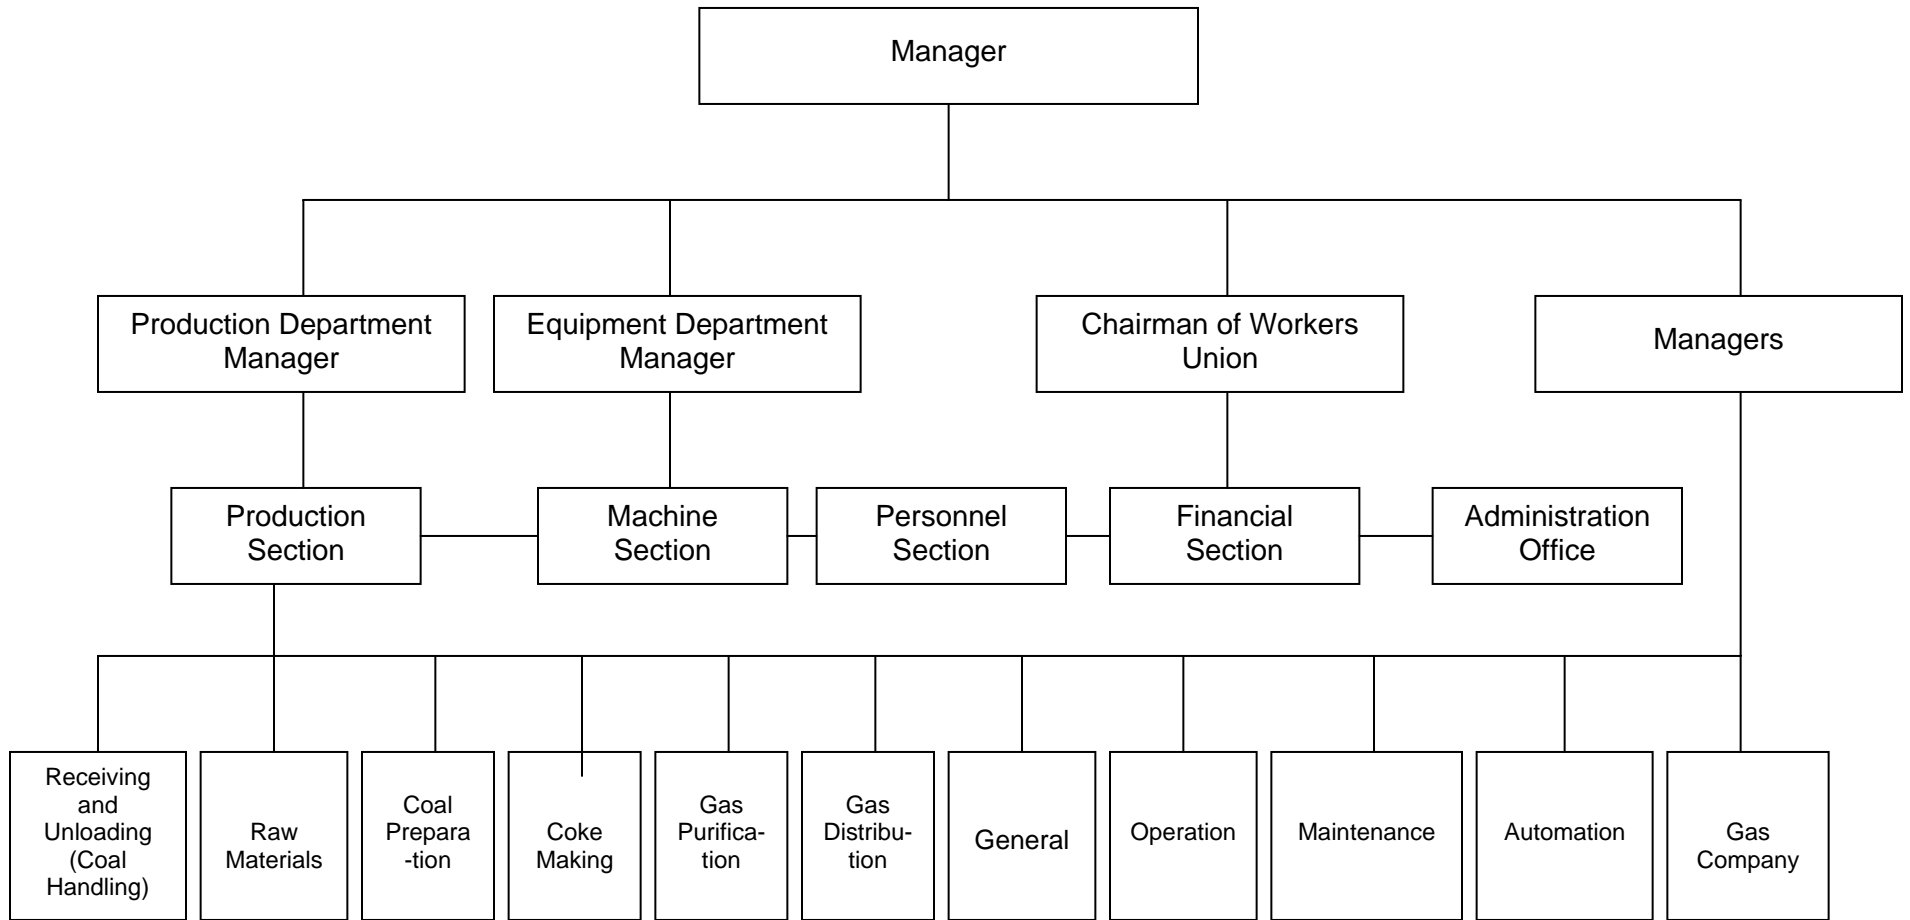 Manager
Production Department
Manager
Equipment Department
Manager
Chairman of Workers
Union
Managers
Production
Section
Machine
Section
Personnel
Section
Financial
Section
Administration
Office
Receiving
and
Unloading
(Coal
Handling)
Raw
Materials
Coal
Prepara
-tion
Coke
Making
Gas
Purifica-
tion
Gas
Distribu-
tion
General
Operation
Maintenance
Automation
Gas
Company